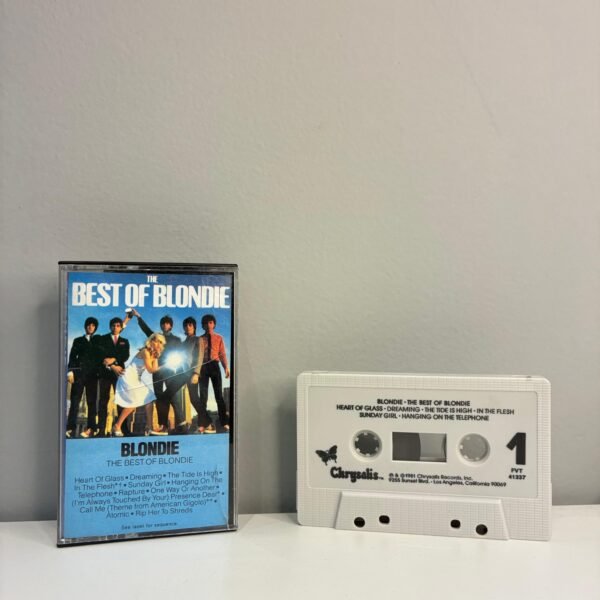 THE
BEST OF BLONDIE
BLONDIE
THE BEST OF BLONDIE
Heart Of Glass • Dreaming • The Tide Is High •
In The Flesh*† • Sunday Girl • Hanging On The
Telephone • Rapture • One Way Or Another •
(I'm Always Touched By Your) Presence Dear* •
Call Me (Theme from American Gigolo)** •
Atomic • Rip Her To Shreds
See label for sequence
BLONDIE · THE BEST OF BLONDIE
HEART OF GLASS · DREAMING · THE TIDE IS HIGH · IN THE FLESH
SUNDAY GIRL · HANGING ON THE TELEPHONE
1
FVT
41337
Chrysalis
℗ & © 1981 Chrysalis Records, Inc.
9255 Sunset Blvd. · Los Angeles, California 90069